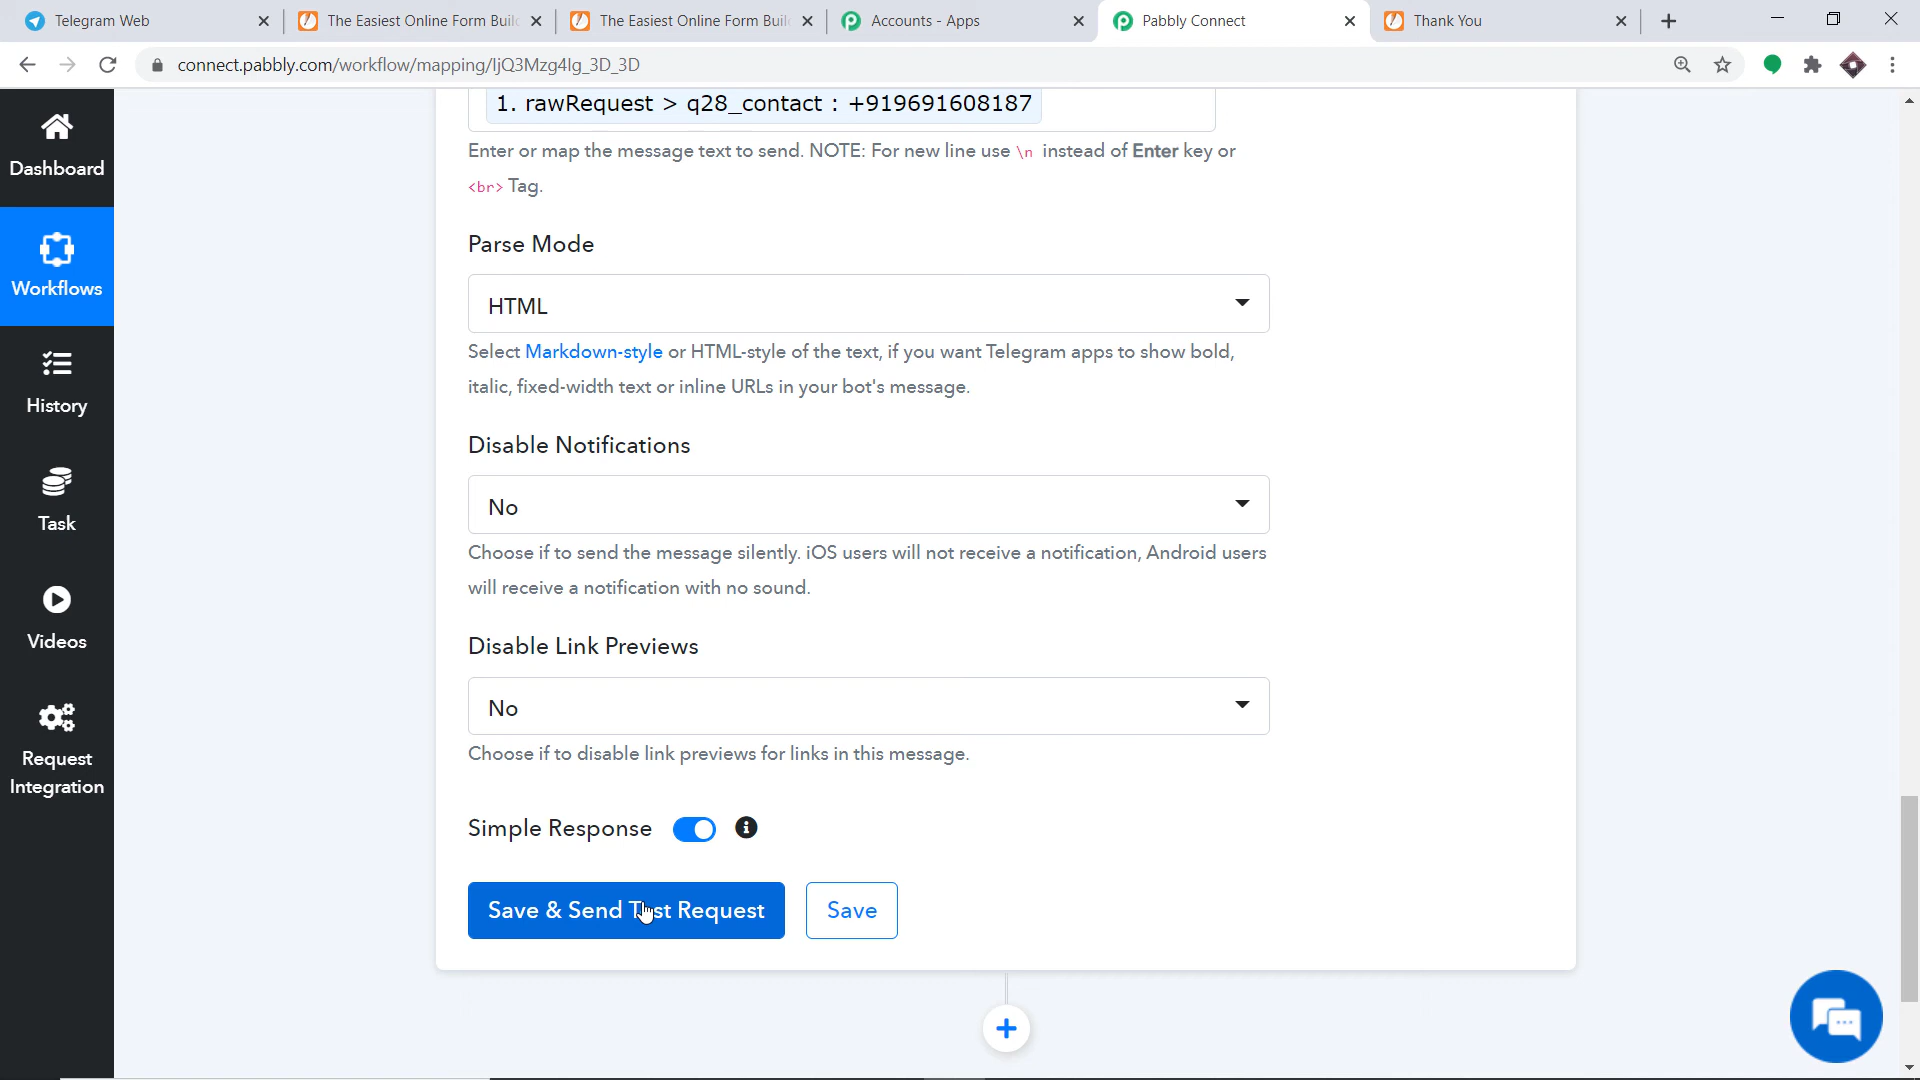 Telegram Web
The Easiest Online Form Buil
The Easiest Online Form Buil
Accounts - Apps
Pabbly Connect
Thank You
connect.pabbly.com/workflow/mapping/IjQ3Mzg4Ig_3D_3D
Dashboard
Workflows
History
Task
Videos
Request
Integration
1. rawRequest > q28_contact : +919691608187
Enter or map the message text to send. NOTE: For new line use \n instead of Enter key or
<br> Tag.
Parse Mode
HTML
Select Markdown-style or HTML-style of the text, if you want Telegram apps to show bold,
italic, fixed-width text or inline URLs in your bot's message.
Disable Notifications
No
Choose if to send the message silently. iOS users will not receive a notification, Android users
will receive a notification with no sound.
Disable Link Previews
No
Choose if to disable link previews for links in this message.
Simple Response
Save & Send Test Request
Save